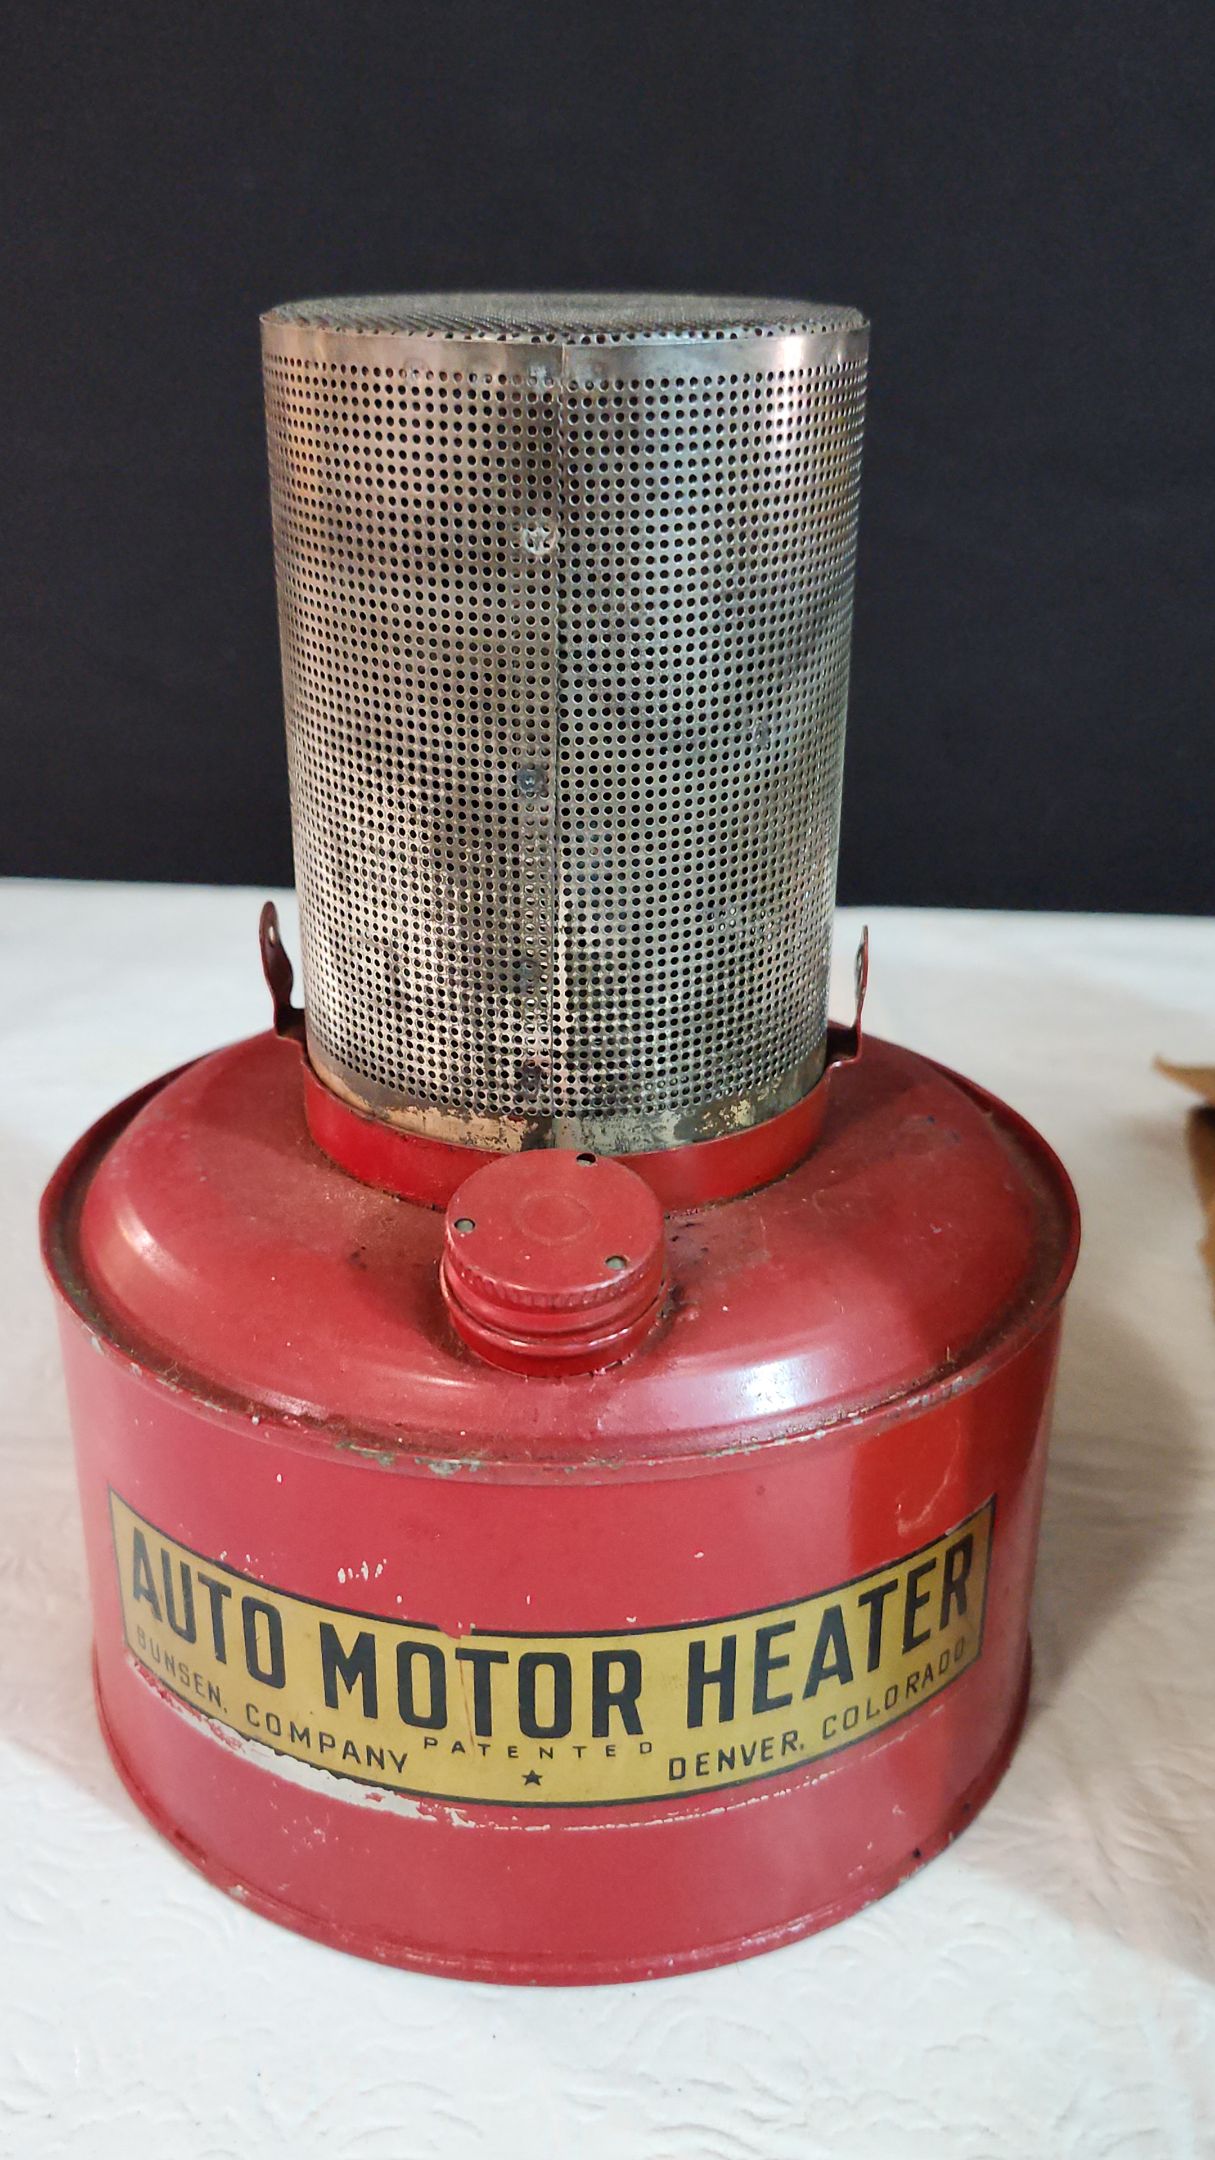 AUTO MOTOR HEATER
BUNSEN. COMPANY PATENTED DENVER. COLORADO.